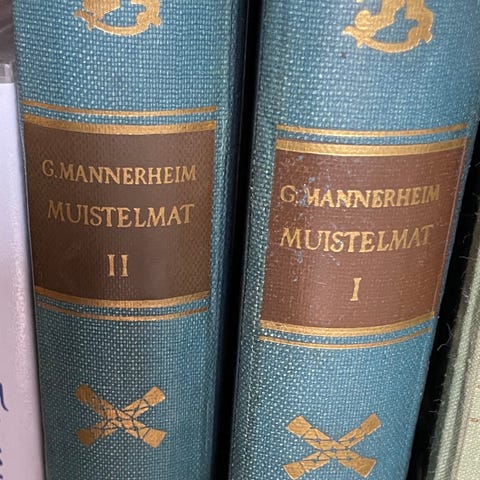 G. MANNERHEIM
MUISTELMAT
II
G. MANNERHEIM
MUISTELMAT
I